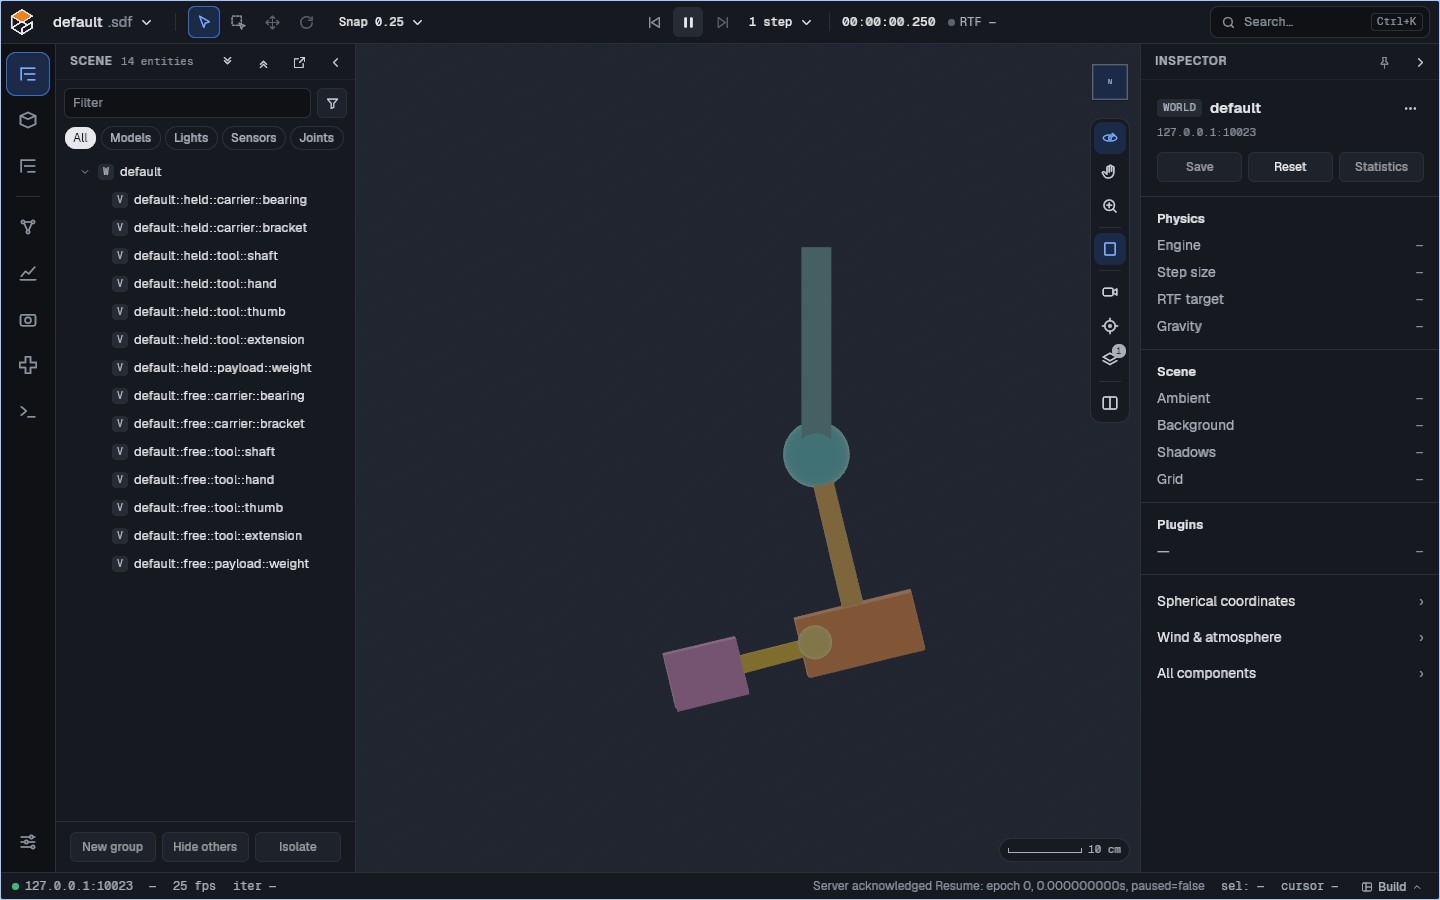 default .sdf
Snap 0.25
1 step
00:00:00.250
RTF –
Search…
Ctrl+K
SCENE 14 entities
Filter
All
Models
Lights
Sensors
Joints
W default
V default::held::carrier::bearing
V default::held::carrier::bracket
V default::held::tool::shaft
V default::held::tool::hand
V default::held::tool::thumb
V default::held::tool::extension
V default::held::payload::weight
V default::free::carrier::bearing
V default::free::carrier::bracket
V default::free::tool::shaft
V default::free::tool::hand
V default::free::tool::thumb
V default::free::tool::extension
V default::free::payload::weight
New group
Hide others
Isolate
N
1
10 cm
INSPECTOR
WORLD default
127.0.0.1:10023
Save
Reset
Statistics
Physics
Engine –
Step size –
RTF target –
Gravity –
Scene
Ambient –
Background –
Shadows –
Grid –
Plugins
— –
Spherical coordinates
Wind & atmosphere
All components
127.0.0.1:10023 – 25 fps iter –
Server acknowledged Resume: epoch 0, 0.000000000s, paused=false sel: – cursor – Build